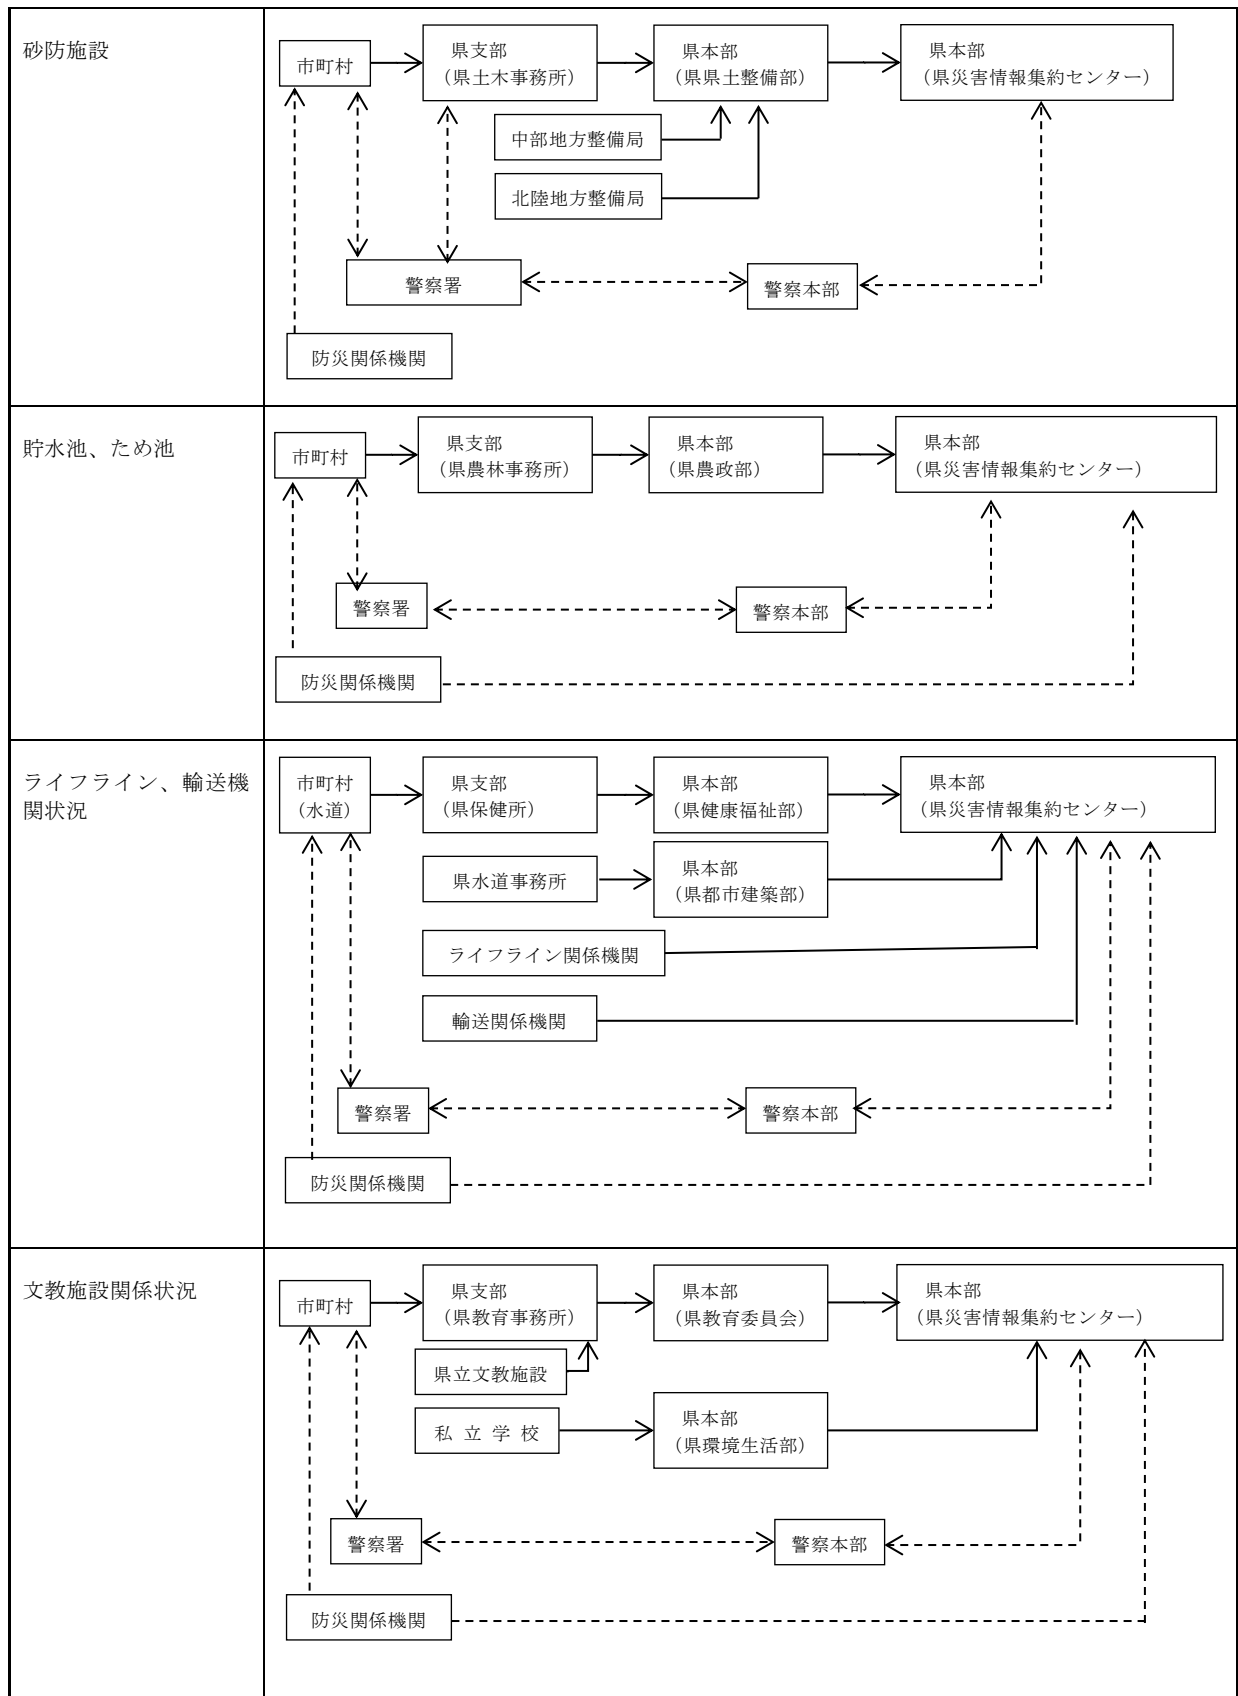 砂防施設
市町村
県支部
（県土木事務所）
県本部
（県県土整備部）
県本部
（県災害情報集約センター）
中部地方整備局
北陸地方整備局
警察署
警察本部
防災関係機関
貯水池、ため池
市町村
県支部
（県農林事務所）
県本部
（県農政部）
県本部
（県災害情報集約センター）
警察署
警察本部
防災関係機関
ライフライン、輸送機
関状況
市町村
（水道）
県支部
（県保健所）
県本部
（県健康福祉部）
県本部
（県災害情報集約センター）
県水道事務所
県本部
（県都市建築部）
ライフライン関係機関
輸送関係機関
警察署
警察本部
防災関係機関
文教施設関係状況
市町村
県支部
（県教育事務所）
県本部
（県教育委員会）
県本部
（県災害情報集約センター）
県立文教施設
私 立 学 校
県本部
（県環境生活部）
警察署
警察本部
防災関係機関